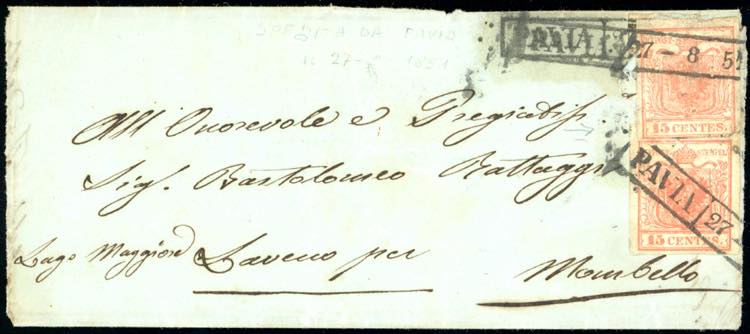 SPEDITA DA PAVIA
IL 27-8 1851
PAVIA 27 - 8 51
15 CENTES.
All'Onorevole e Pregiatiss
Sig. Bartolomeo Battaggi
PAVIA 27
15 CENTES.
Lago Maggiore Laveno per Mombello